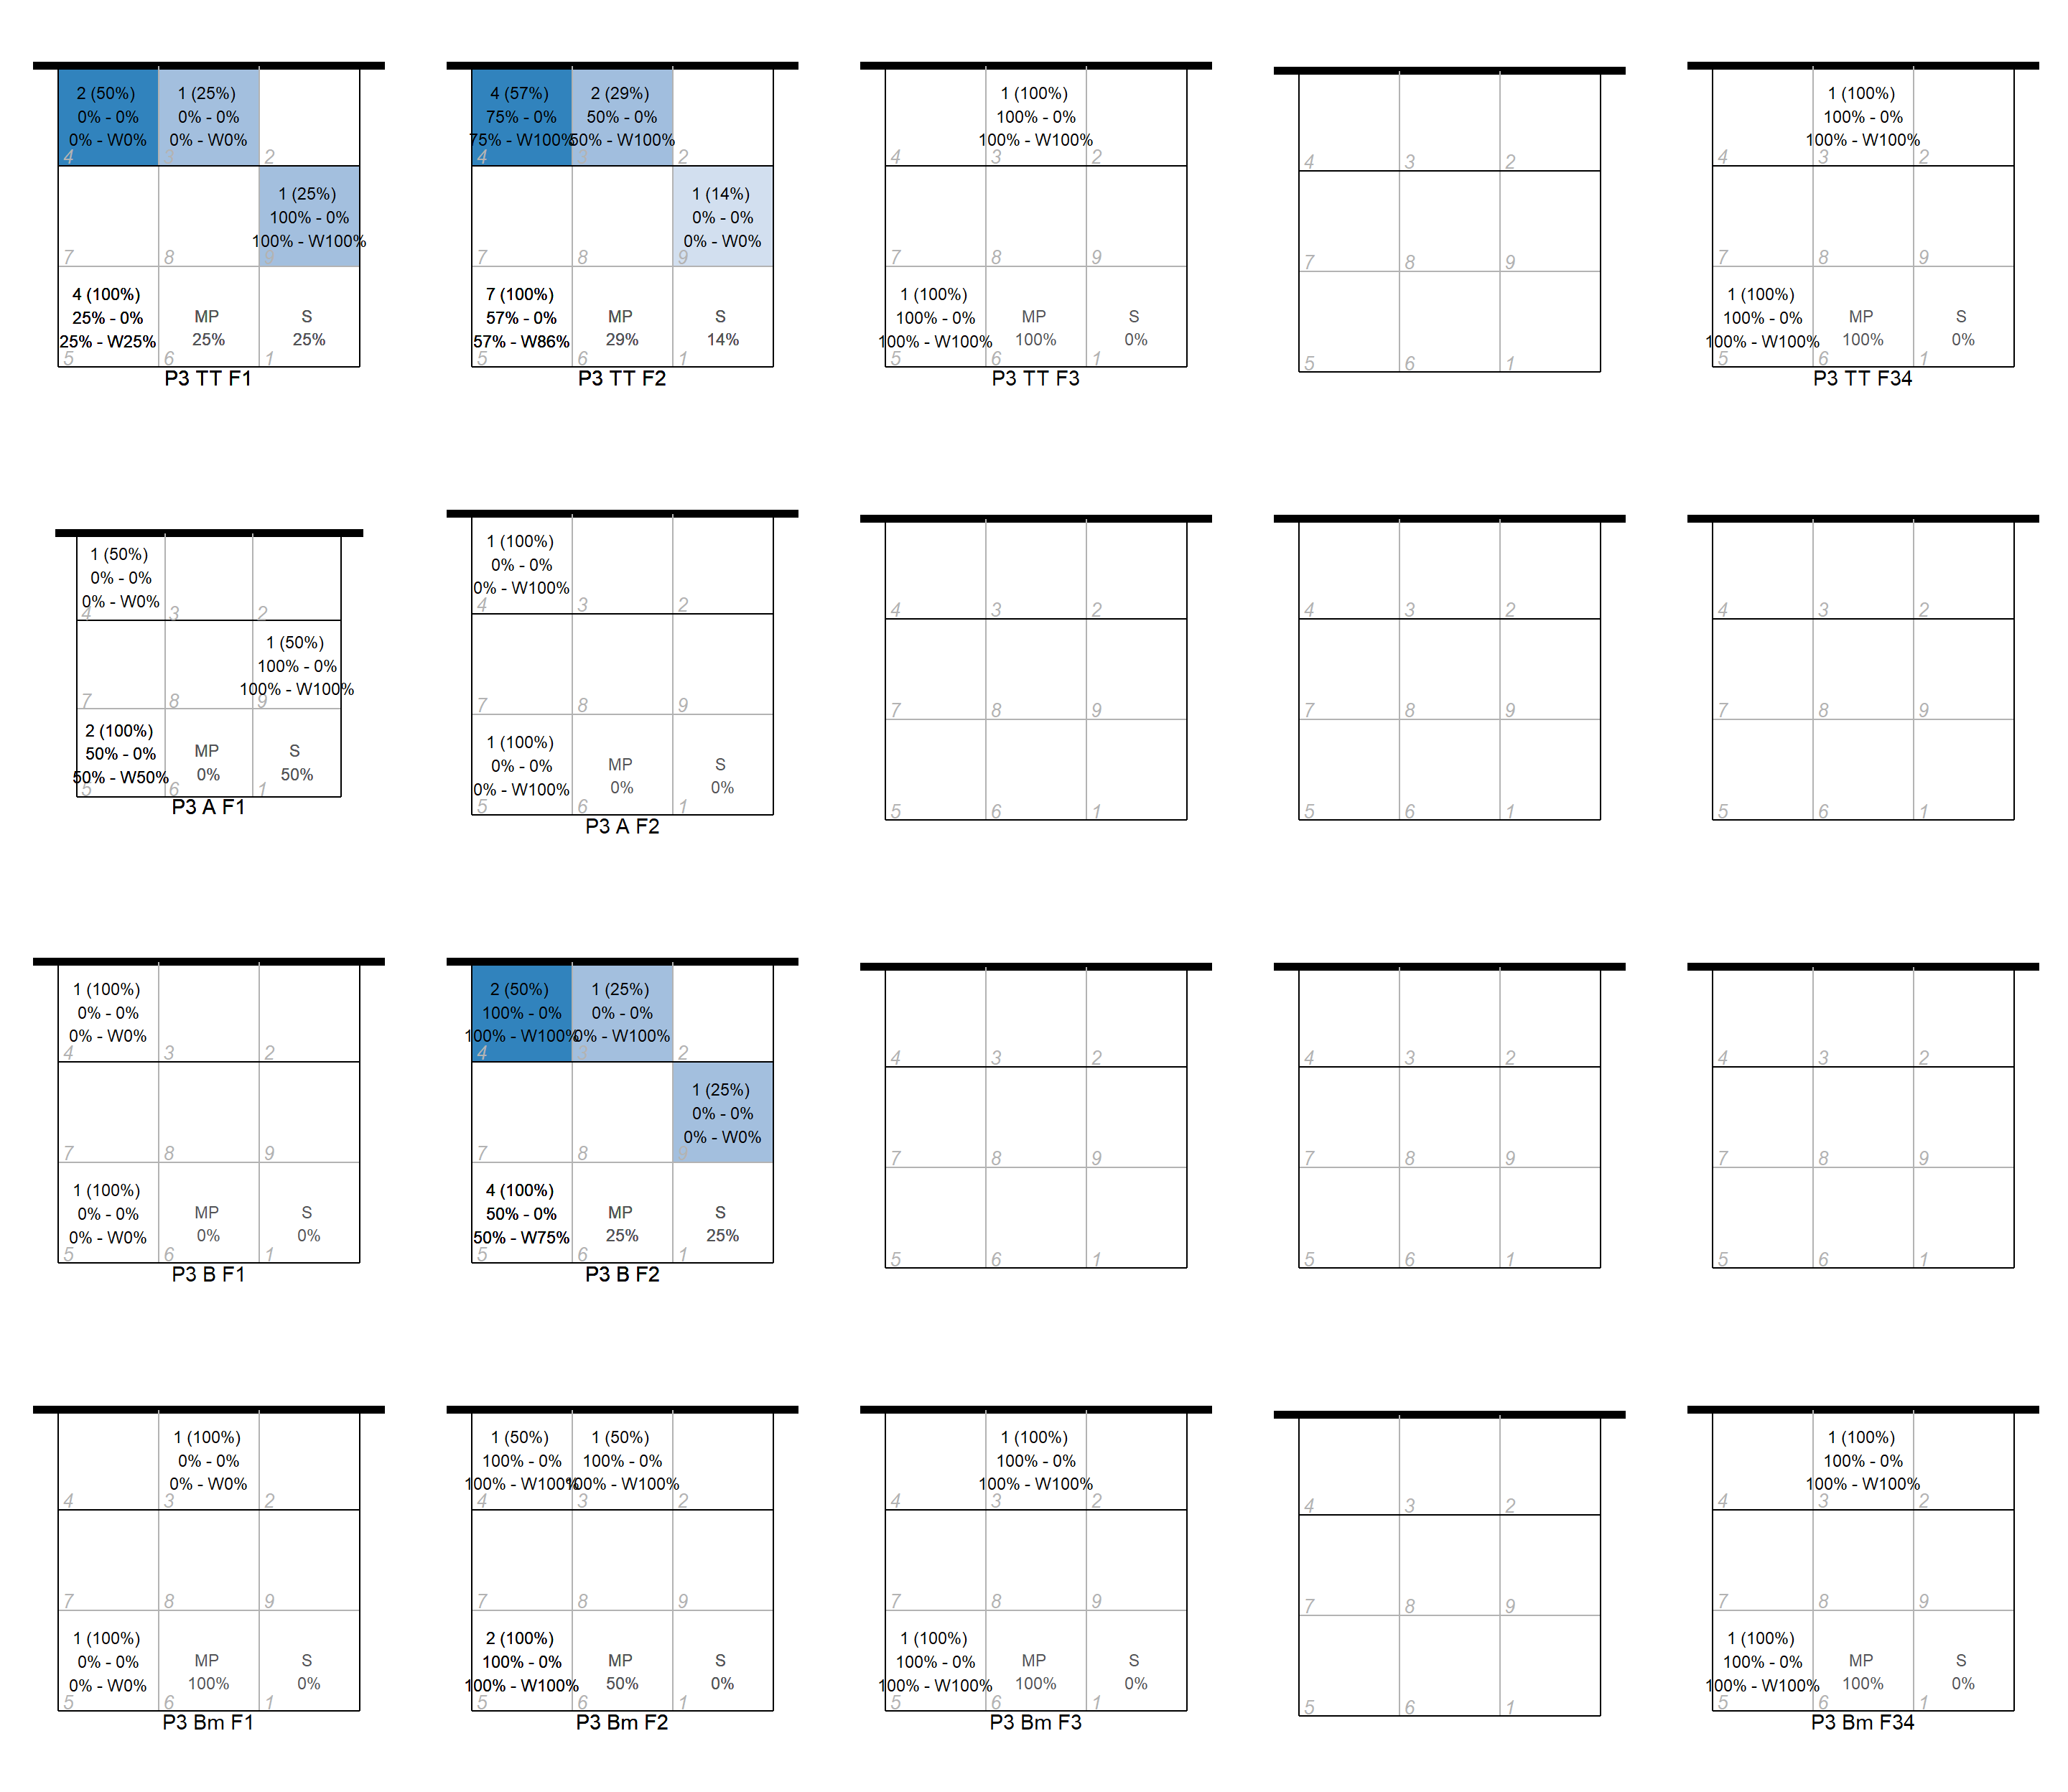 2 (50%)
0% - 0%
0% - W0%
1 (25%)
0% - 0%
0% - W0%
4 3 2
1 (25%)
100% - 0%
100% - W100%
7 8 9
4 (100%)
25% - 0%
25% - W25%
MP
25%
S
25%
5 6 1
P3 TT F1
4 (57%)
75% - 0%
75% - W100%
2 (29%)
50% - 0%
50% - W100%
4 3 2
1 (14%)
0% - 0%
0% - W0%
7 8 9
7 (100%)
57% - 0%
57% - W86%
MP
29%
S
14%
5 6 1
P3 TT F2
1 (100%)
100% - 0%
100% - W100%
4 3 2
7 8 9
1 (100%)
100% - 0%
100% - W100%
MP
100%
S
0%
5 6 1
P3 TT F3
4 3 2
7 8 9
5 6 1
1 (100%)
100% - 0%
100% - W100%
4 3 2
7 8 9
1 (100%)
100% - 0%
100% - W100%
MP
100%
S
0%
5 6 1
P3 TT F34
1 (50%)
0% - 0%
0% - W0%
4 3 2
1 (50%)
100% - 0%
100% - W100%
7 8 9
2 (100%)
50% - 0%
50% - W50%
MP
0%
S
50%
5 6 1
P3 A F1
1 (100%)
0% - 0%
0% - W100%
4 3 2
7 8 9
1 (100%)
0% - 0%
0% - W100%
MP
0%
S
0%
5 6 1
P3 A F2
4 3 2
7 8 9
5 6 1
4 3 2
7 8 9
5 6 1
4 3 2
7 8 9
5 6 1
1 (100%)
0% - 0%
0% - W0%
4 3 2
7 8 9
1 (100%)
0% - 0%
0% - W0%
MP
0%
S
0%
5 6 1
P3 B F1
2 (50%)
100% - 0%
100% - W100%
1 (25%)
0% - 0%
0% - W100%
4 3 2
1 (25%)
0% - 0%
0% - W0%
7 8 9
4 (100%)
50% - 0%
50% - W75%
MP
25%
S
25%
5 6 1
P3 B F2
4 3 2
7 8 9
5 6 1
4 3 2
7 8 9
5 6 1
4 3 2
7 8 9
5 6 1
1 (100%)
0% - 0%
0% - W0%
4 3 2
7 8 9
1 (100%)
0% - 0%
0% - W0%
MP
100%
S
0%
5 6 1
P3 Bm F1
1 (50%)
100% - 0%
100% - W100%
1 (50%)
100% - 0%
100% - W100%
4 3 2
7 8 9
2 (100%)
100% - 0%
100% - W100%
MP
50%
S
0%
5 6 1
P3 Bm F2
1 (100%)
100% - 0%
100% - W100%
4 3 2
7 8 9
1 (100%)
100% - 0%
100% - W100%
MP
100%
S
0%
5 6 1
P3 Bm F3
4 3 2
7 8 9
5 6 1
1 (100%)
100% - 0%
100% - W100%
4 3 2
7 8 9
1 (100%)
100% - 0%
100% - W100%
MP
100%
S
0%
5 6 1
P3 Bm F34